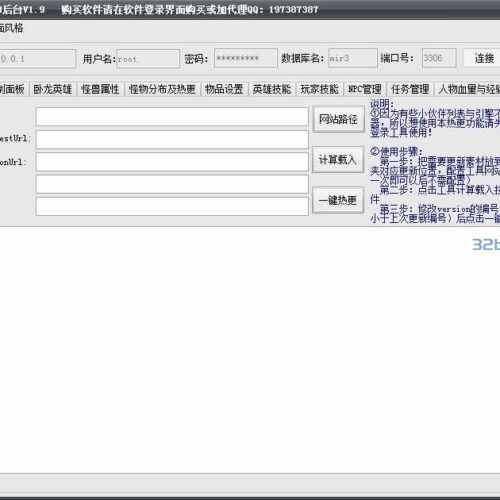 后台V1.9 购买软件请在软件登录界面购买或加代理QQ：197387387
面风格
0.0.1 用户名: root 密码: ********* 数据库名: mir3 端口号: 3306 连接
制面板 卧龙英雄 怪兽属性 怪物分布及热更 物品设置 英雄技能 玩家技能 NPC管理 任务管理 人物血量与经验
网站路径
estUrl:
onUrl:
计算载入
一键热更
说明:
①因为有些小伙伴列表与引擎不
器，所以想使用本热更功能请先
登录工具使用!
②使用步骤:
第一步: 把需要更新素材放到
夹对应更新位置，配置工具网站
一次即可以后不需配置)
第二步: 点击工具计算载入按
件
第三步: 修改version的编号
小于上次更新编号）后点击一键
32